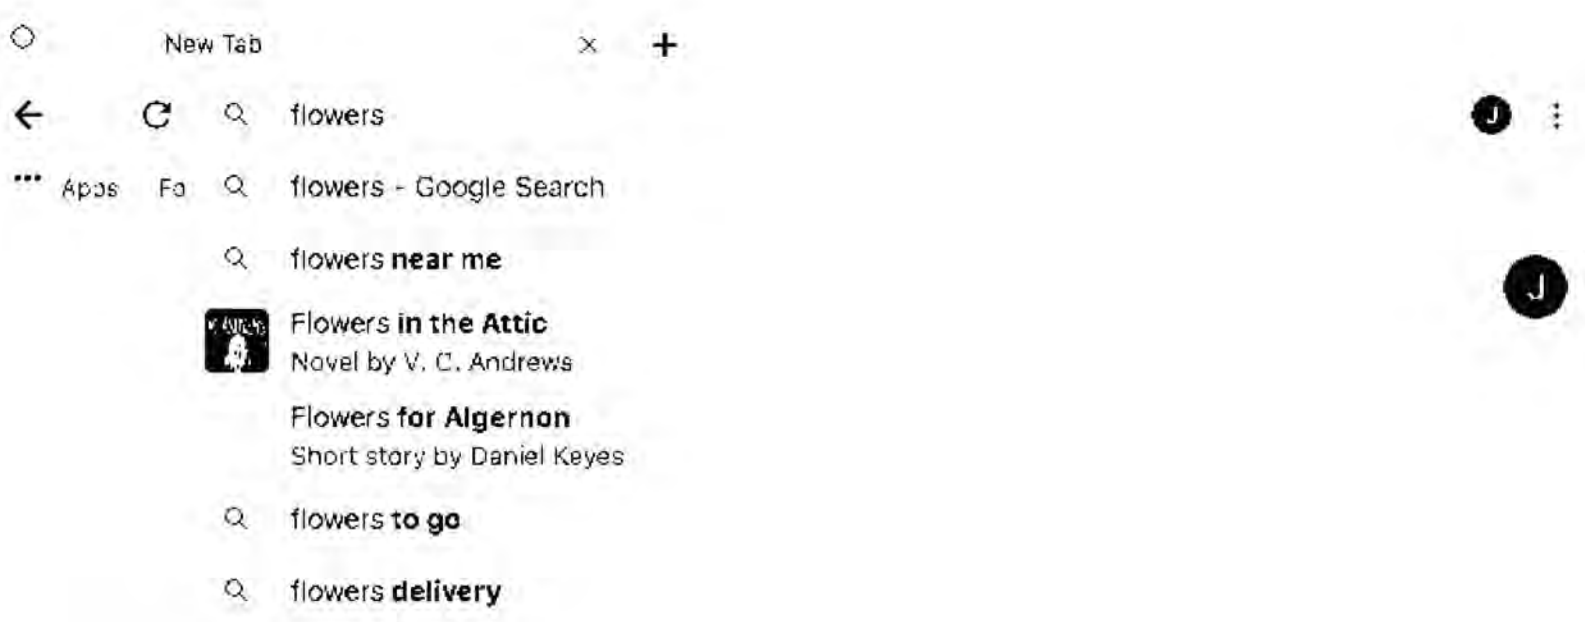 New Tab
flowers
J
Apps Fo
flowers - Google Search
flowers near me
J
Flowers in the Attic
Novel by V. C. Andrews
Flowers for Algernon
Short story by Daniel Keyes
flowers to go
flowers delivery